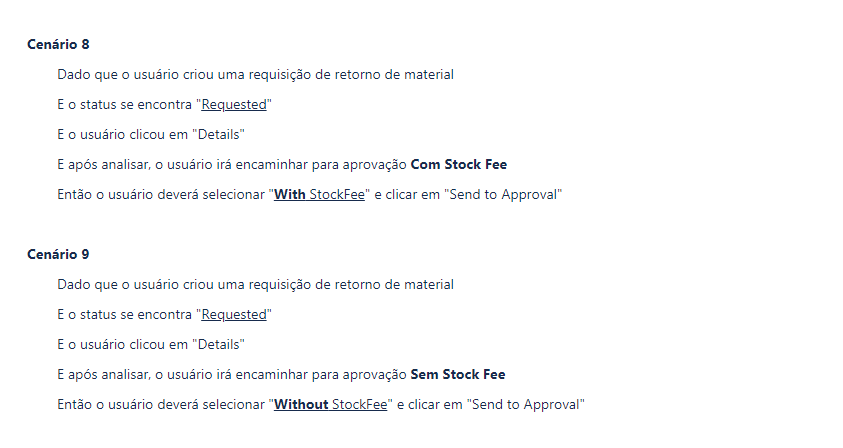 Cenário 8
Dado que o usuário criou uma requisição de retorno de material
E o status se encontra "Requested"
E o usuário clicou em "Details"
E após analisar, o usuário irá encaminhar para aprovação Com Stock Fee
Então o usuário deverá selecionar "With StockFee" e clicar em "Send to Approval"
Cenário 9
Dado que o usuário criou uma requisição de retorno de material
E o status se encontra "Requested"
E o usuário clicou em "Details"
E após analisar, o usuário irá encaminhar para aprovação Sem Stock Fee
Então o usuário deverá selecionar "Without StockFee" e clicar em "Send to Approval"